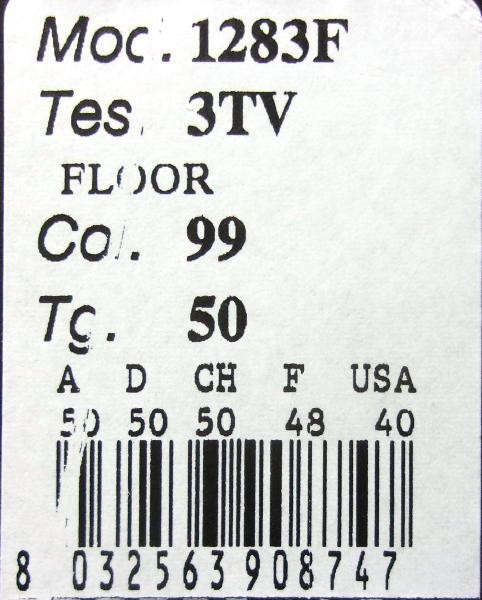 Mod. 1283F
Tes. 3TV
FLOOR
Col. 99
Tg. 50
A D CH F USA
50 50 50 48 40
8 032563 908747